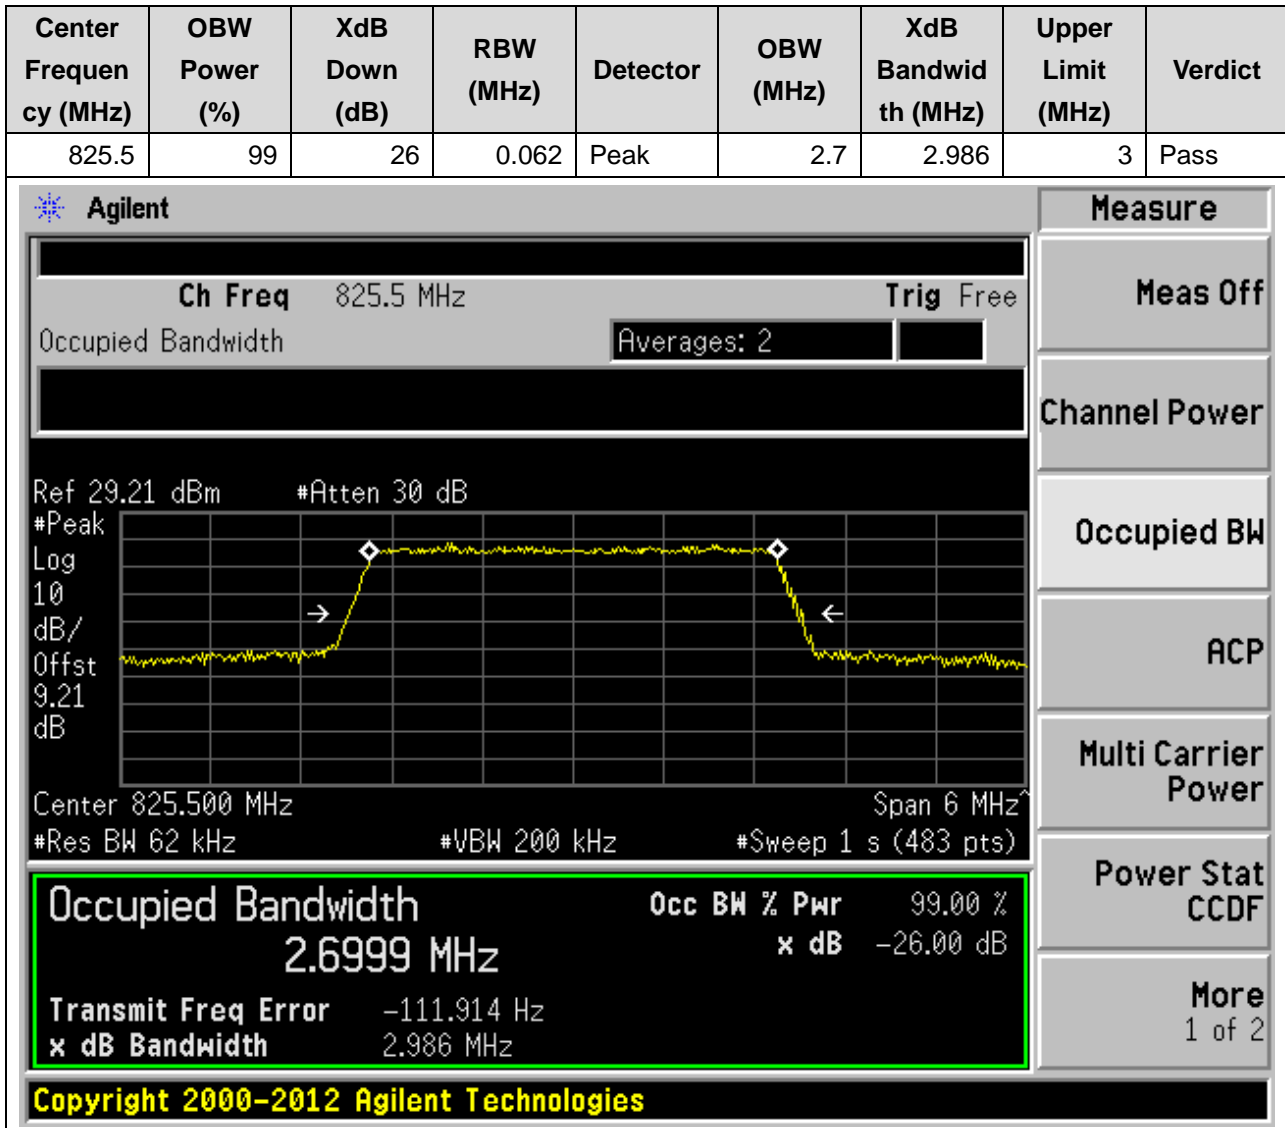 Center Frequen cy (MHz) OBW Power (%) XdB Down (dB) RBW (MHz) Detector OBW (MHz) XdB Bandwid th (MHz) Upper Limit (MHz) Verdict
825.5 99 26 0.062 Peak 2.7 2.986 3 Pass
Agilent
Measure
Ch Freq 825.5 MHz Trig Free
Meas Off
Occupied Bandwidth Averages: 2
Channel Power
Ref 29.21 dBm #Atten 30 dB
#Peak
Log
10
dB/
Offst
9.21
dB
Occupied BW
ACP
Multi Carrier
Power
Center 825.500 MHz Span 6 MHz^
#Res BW 62 kHz #VBW 200 kHz #Sweep 1 s (483 pts)
Power Stat
CCDF
Occupied Bandwidth Occ BW % Pwr 99.00 %
2.6999 MHz x dB -26.00 dB
Transmit Freq Error -111.914 Hz
x dB Bandwidth 2.986 MHz
More
1 of 2
Copyright 2000-2012 Agilent Technologies